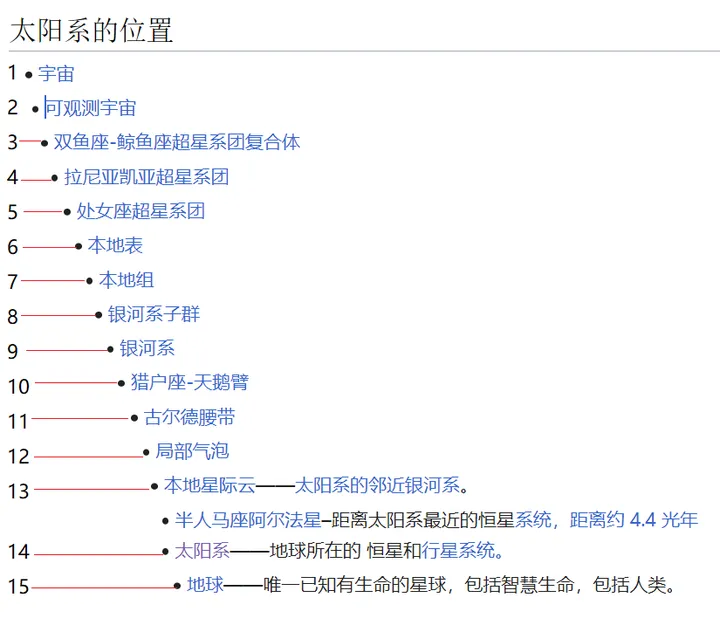 太阳系的位置
1 • 宇宙
2 • 可观测宇宙
3 • 双鱼座-鲸鱼座超星系团复合体
4 • 拉尼亚凯亚超星系团
5 • 处女座超星系团
6 • 本地表
7 • 本地组
8 • 银河系子群
9 • 银河系
10 • 猎户座-天鹅臂
11 • 古尔德腰带
12 • 局部气泡
13 • 本地星际云——太阳系的邻近银河系。
• 半人马座阿尔法星–距离太阳系最近的恒星系统，距离约 4.4 光年
14 • 太阳系——地球所在的 恒星和行星系统。
15 • 地球——唯一已知有生命的星球，包括智慧生命，包括人类。